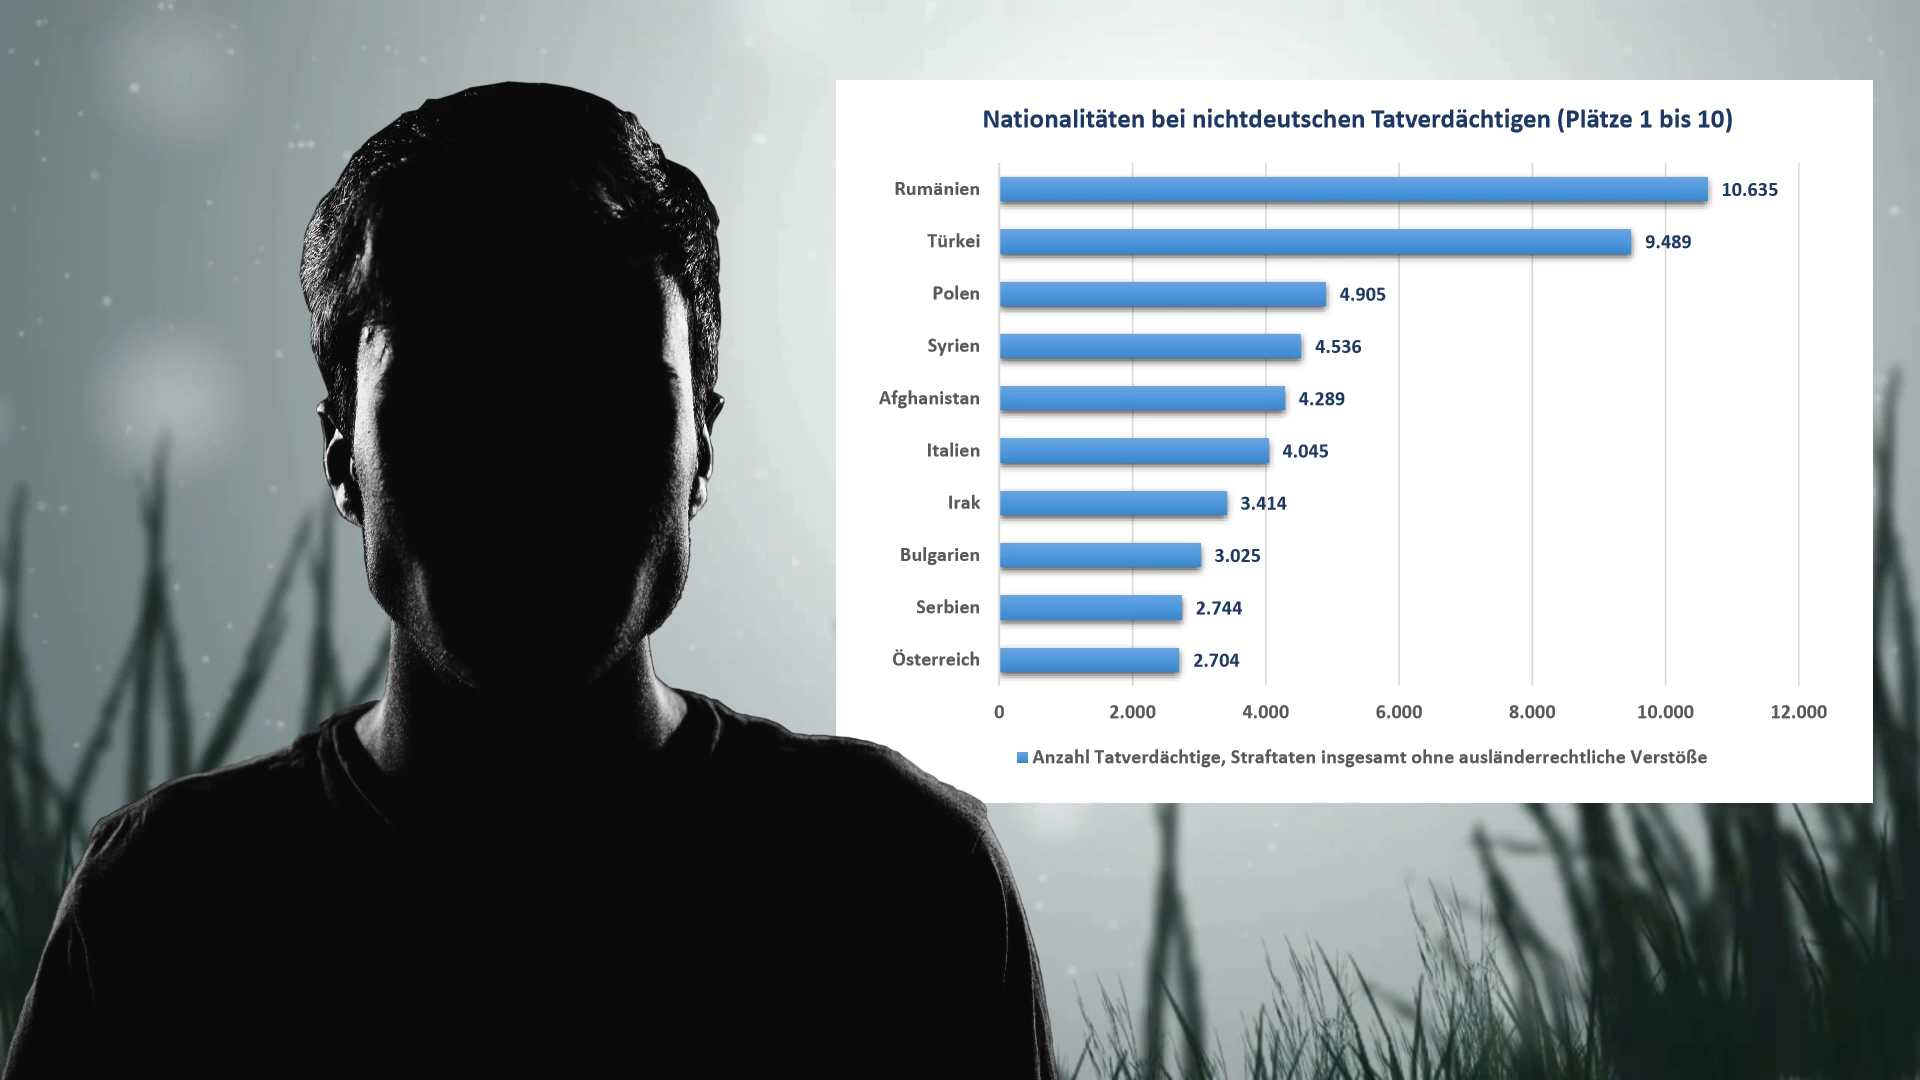 Nationalitäten bei nichtdeutschen Tatverdächtigen (Plätze 1 bis 10)
Rumänien 10.635
Türkei 9.489
Polen 4.905
Syrien 4.536
Afghanistan 4.289
Italien 4.045
Irak 3.414
Bulgarien 3.025
Serbien 2.744
Österreich 2.704
0 2.000 4.000 6.000 8.000 10.000 12.000
Anzahl Tatverdächtige, Straftaten insgesamt ohne ausländerrechtliche Verstöße